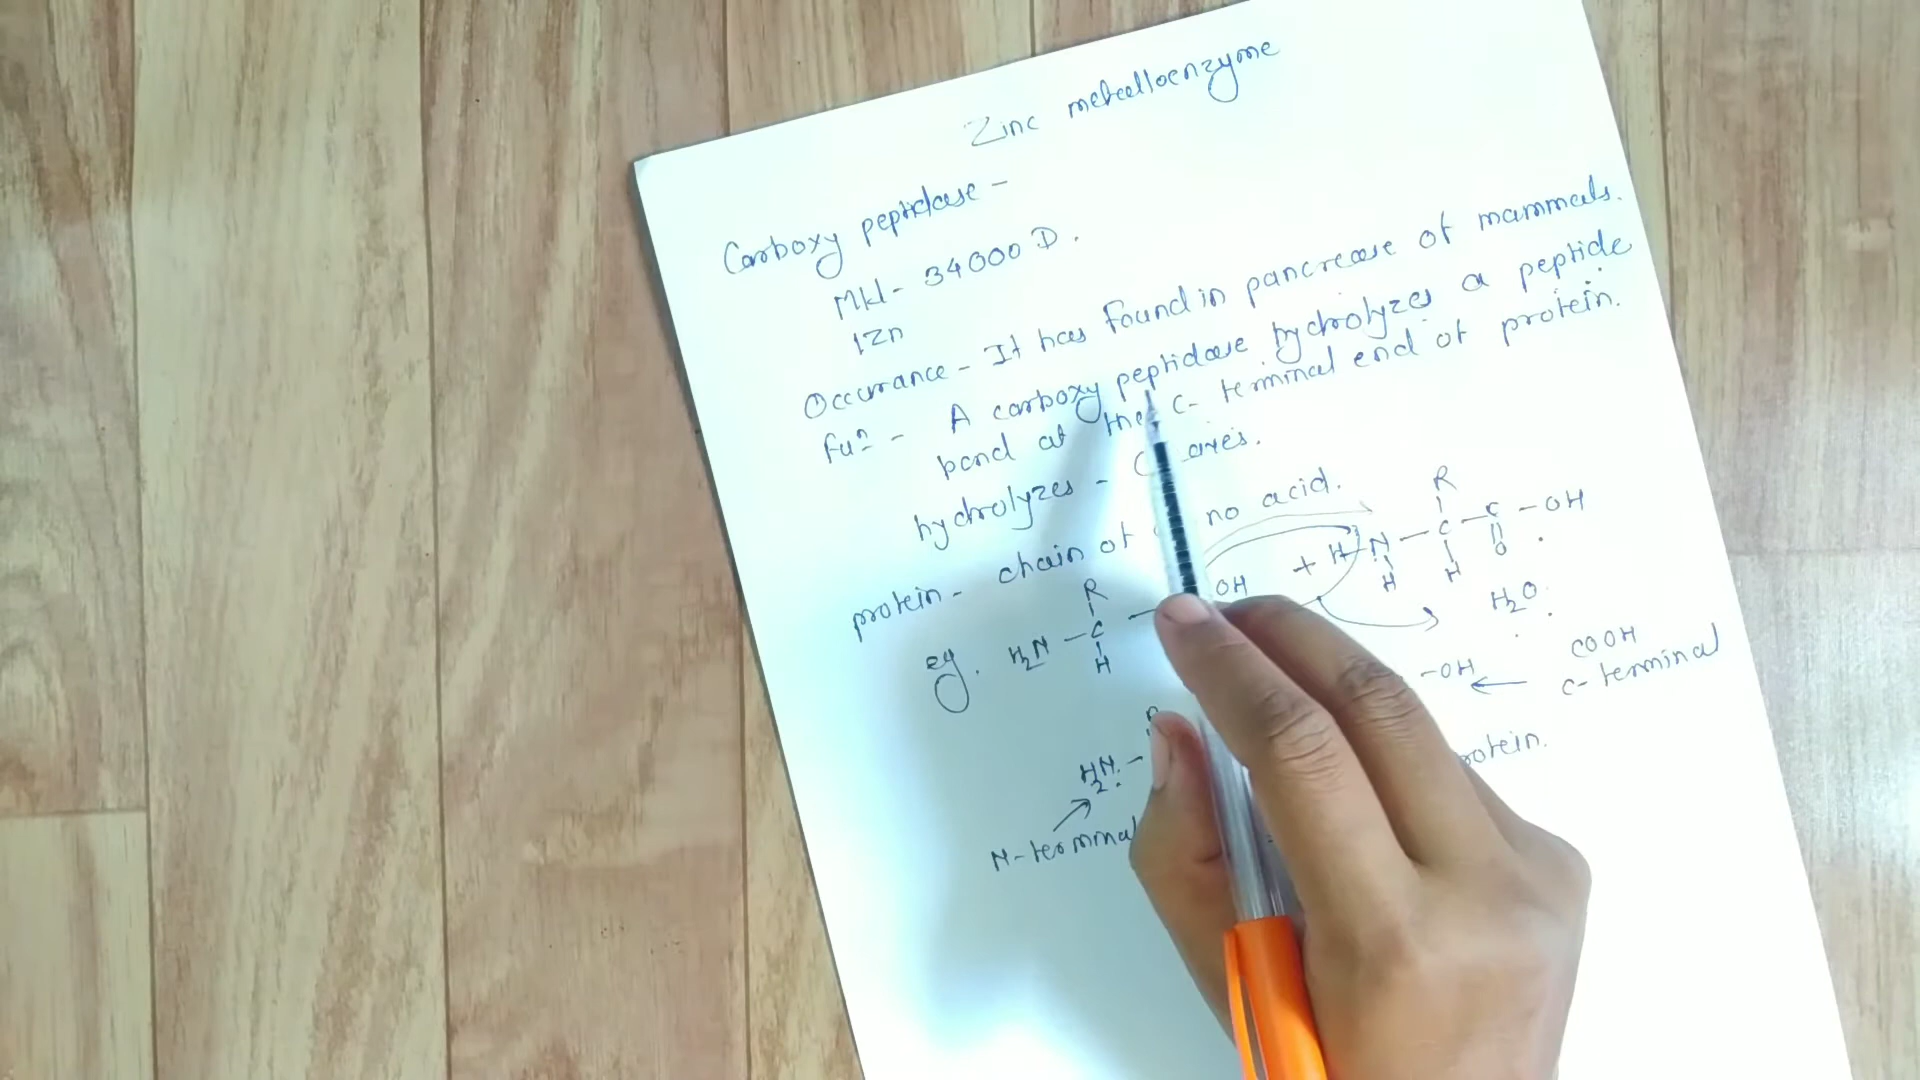 Zinc metalloenzyme
Carboxy peptidase -
MW - 34000 D.
1Zn
Occurrance - It has found in pancrease of mammals.
Fuⁿ - A carboxy peptidase hydrolyzes a peptide
bond at the C- terminal end of protein.
hydrolyzes -
protein - chain of no acid.
eg. H2N - C - OH + H - N - C - C - OH
R H R H H O
H2O
-OH ← COOH
C- terminal
H2N -
N-terminal